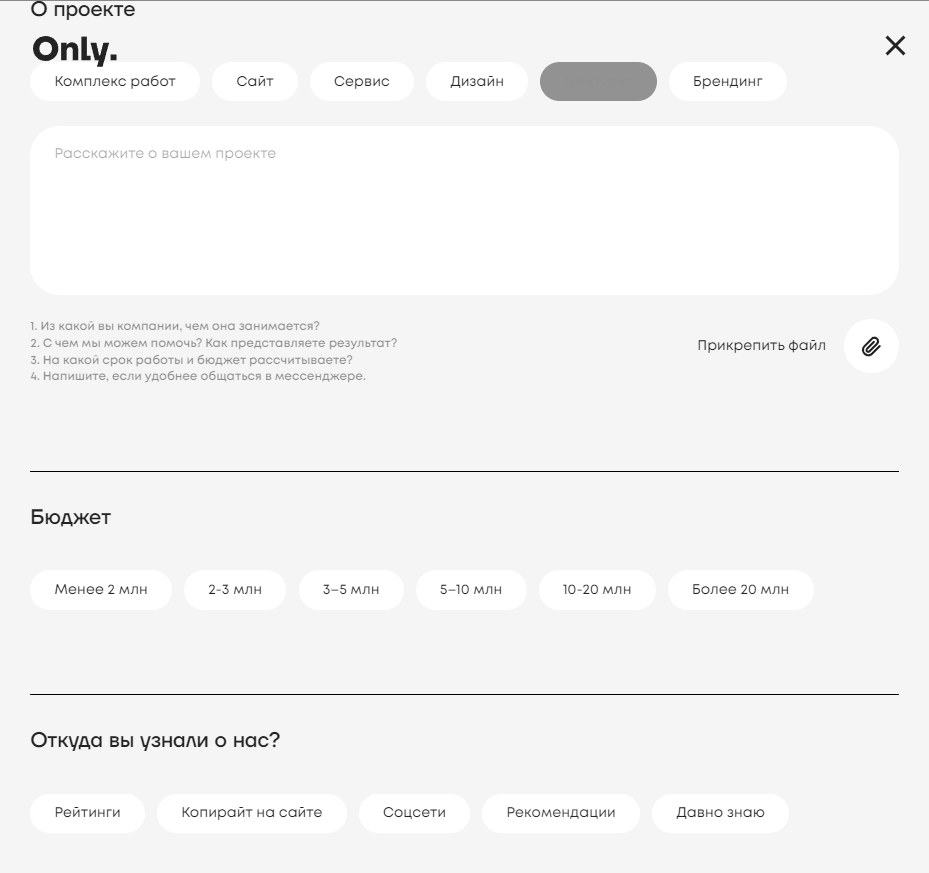 О проекте
Only.
Комплекс работ
Сайт
Сервис
Дизайн
Брендинг
Расскажите о вашем проекте
1. Из какой вы компании, чем она занимается?
2. С чем мы можем помочь? Как представляете результат?
3. На какой срок работы и бюджет рассчитываете?
4. Напишите, если удобнее общаться в мессенджере.
Прикрепить файл
Бюджет
Менее 2 млн
2-3 млн
3–5 млн
5–10 млн
10-20 млн
Более 20 млн
Откуда вы узнали о нас?
Рейтинги
Копирайт на сайте
Соцсети
Рекомендации
Давно знаю